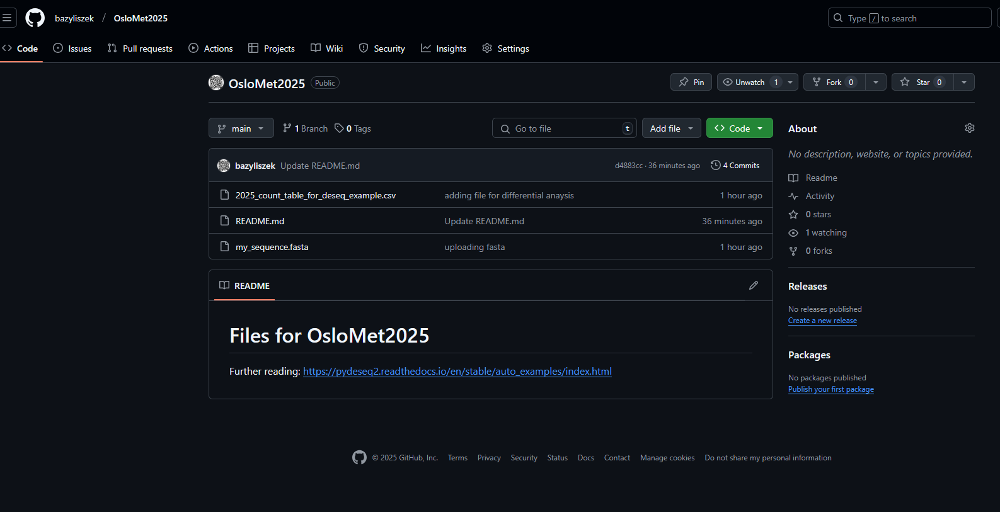 bazyliszek / OsloMet2025
Type / to search
Code Issues Pull requests Actions Projects Wiki Security Insights Settings
OsloMet2025 Public
Pin Unwatch 1 Fork 0 Star 0
main 1 Branch 0 Tags Go to file t Add file Code
bazyliszek Update README.md d4883cc · 36 minutes ago 4 Commits
2025_count_table_for_deseq_example.csv adding file for differential anaysis 1 hour ago
README.md Update README.md 36 minutes ago
my_sequence.fasta uploading fasta 1 hour ago
README
Files for OsloMet2025
Further reading: https://pydeseq2.readthedocs.io/en/stable/auto_examples/index.html
About
No description, website, or topics provided.
Readme
Activity
0 stars
1 watching
0 forks
Releases
No releases published
Create a new release
Packages
No packages published
Publish your first package
© 2025 GitHub, Inc. Terms Privacy Security Status Docs Contact Manage cookies Do not share my personal information